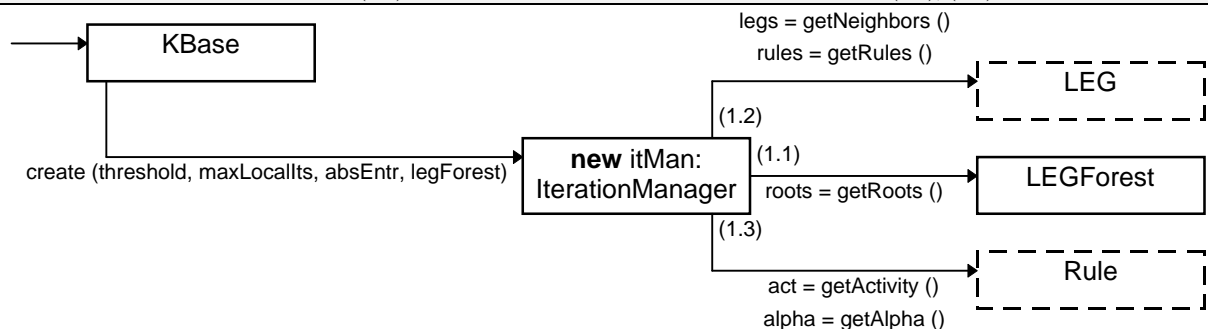 legs = getNeighbors ()
KBase
rules = getRules ()
LEG
(1.2)
new itMan:
(1.1)
create (threshold, maxLocalIts, absEntr, legForest)
IterationManager
roots = getRoots ()
LEGForest
(1.3)
Rule
act = getActivity ()
alpha = getAlpha ()